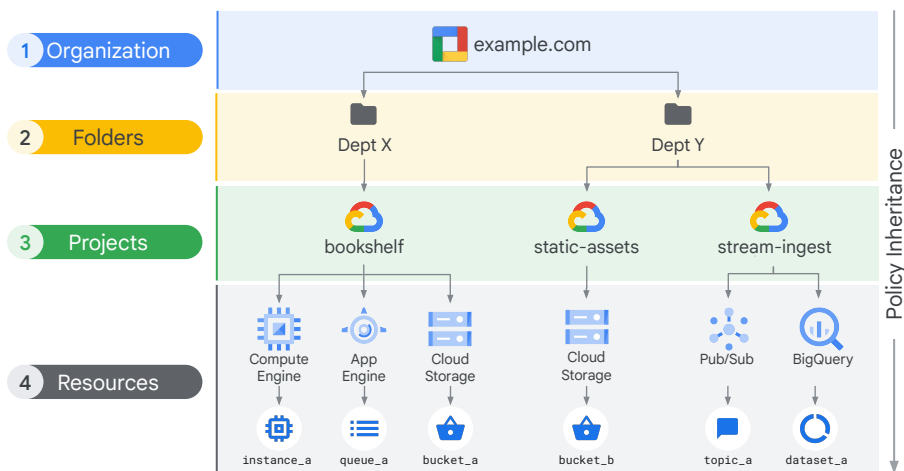 1 Organization
example.com
2 Folders
Dept X
Dept Y
3 Projects
bookshelf
static-assets
stream-ingest
4 Resources
Compute
Engine
App
Engine
Cloud
Storage
Cloud
Storage
Pub/Sub
BigQuery
instance_a
queue_a
bucket_a
bucket_b
topic_a
dataset_a
Policy Inheritance